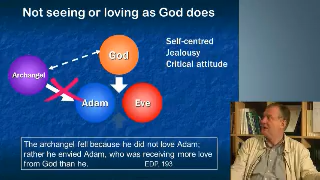 Not seeing or loving as God does
God
Self-centred
Jealousy
Critical attitude
Archangel
Adam
Eve
The archangel fell because he did not love Adam;
rather he envied Adam, who was receiving more love
from God than he.
EDP, 193